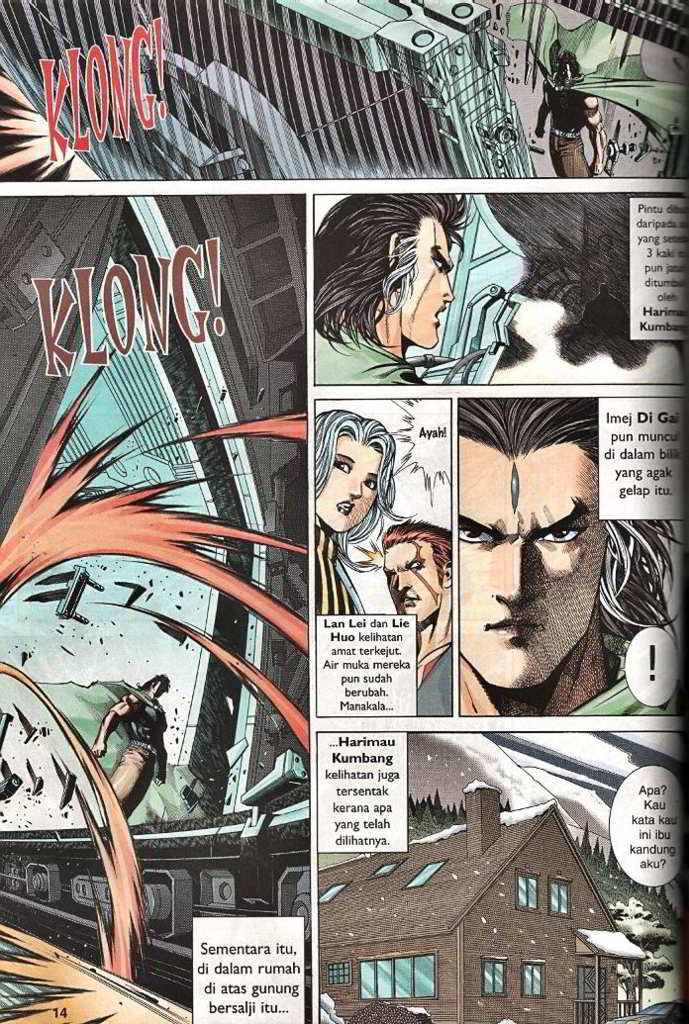 KLONG!
KLONG!
Pintu
daripada
yang
3 kaki
pun
oleh
Harimau
Kumbang
Ayah!
Imej Di Gai
pun muncul
di dalam bilik
yang agak
gelap itu.
Lan Lei dan Lie
Huo kelihatan
amat terkejut.
Air muka mereka
pun sudah
berubah.
Manakala...
!
...Harimau
Kumbang
kelihatan juga
tersentak
kerana apa
yang telah
dilihatnya.
Apa?
Kau
kata kau
ini ibu
kandung
aku?
Sementara itu,
di dalam rumah
di atas gunung
bersalji itu...
14